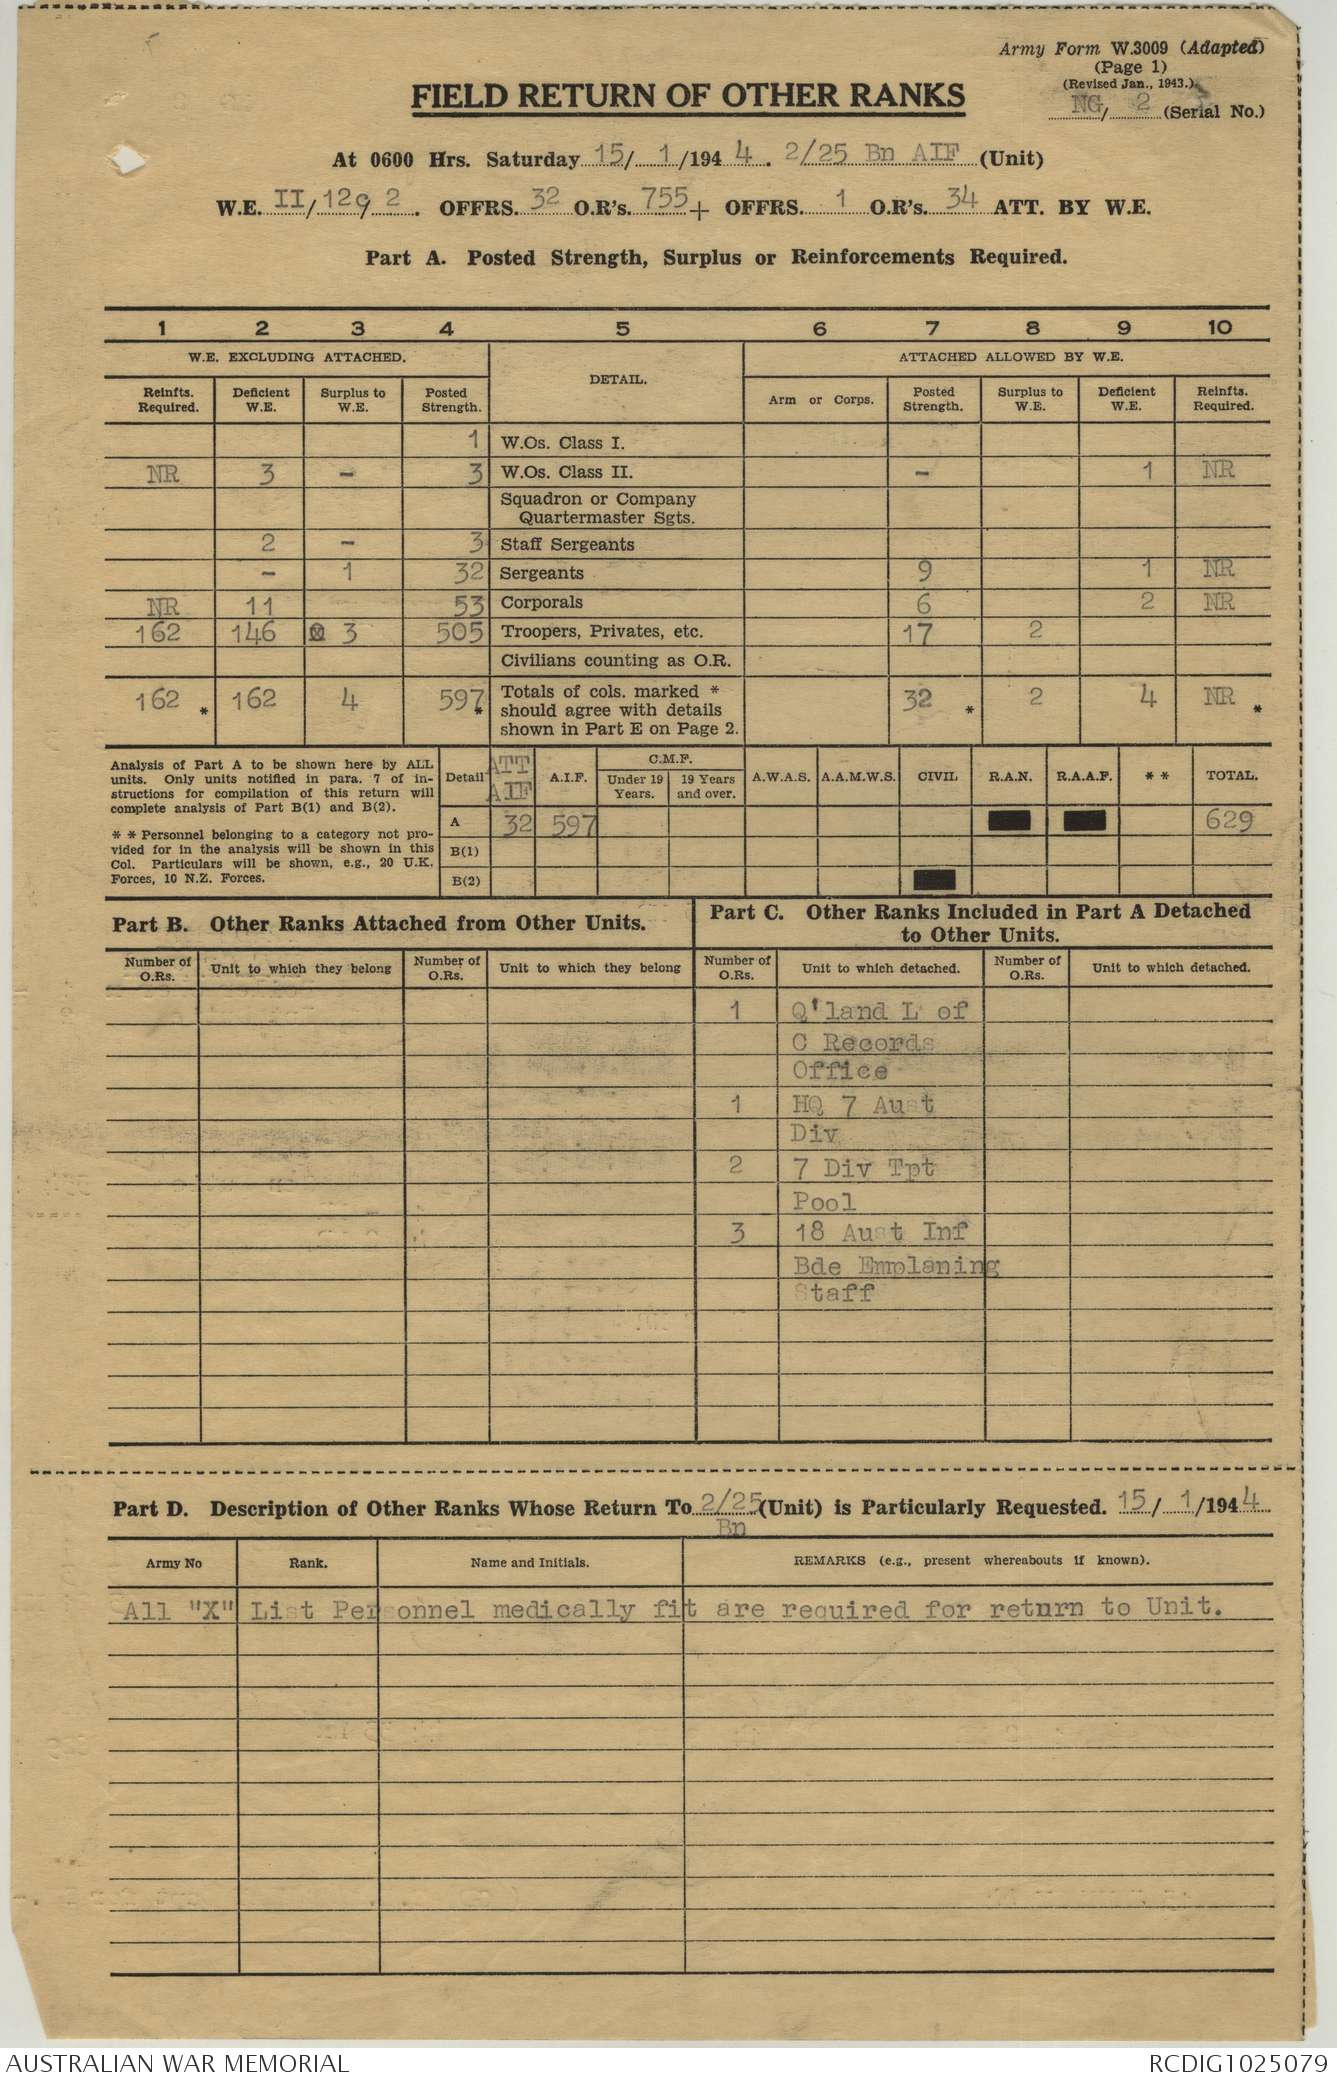 Army Form W.3009 (Adapted)
(Page 1)
(Revised Jan., 1943.)
NG/ 2 (Serial No.)
FIELD RETURN OF OTHER RANKS
At 0600 Hrs. Saturday 15/ 1 /194 4 . 2/25 Bn AIF (Unit)
W.E. II/129/2 . OFFRS. 32 O.R's. 755 + OFFRS. 1 O.R's. 34 ATT. BY W.E.
Part A. Posted Strength, Surplus or Reinforcements Required.
1 2 3 4 5 6 7 8 9 10
W.E. EXCLUDING ATTACHED. DETAIL. ATTACHED ALLOWED BY W.E.
Reinfts. Required. Deficient W.E. Surplus to W.E. Posted Strength. Arm or Corps. Posted Strength. Surplus to W.E. Deficient W.E. Reinfts. Required.
1 W.Os. Class I.
NR 3 - 3 W.Os. Class II. - 1 NR
Squadron or Company
Quartermaster Sgts.
2 - 3 Staff Sergeants
- 1 32 Sergeants 9 1 NR
NR 11 53 Corporals 6 2 NR
162 146 3 505 Troopers, Privates, etc. 17 2
Civilians counting as O.R.
162 * 162 4 597 * Totals of cols. marked * 32 * 2 4 NR *
should agree with details
shown in Part E on Page 2.
Analysis of Part A to be shown here by ALL
units. Only units notified in para. 7 of in-
structions for compilation of this return will
complete analysis of Part B(1) and B(2).
* * Personnel belonging to a category not pro-
vided for in the analysis will be shown in this
Col. Particulars will be shown, e.g., 20 U.K.
Forces, 10 N.Z. Forces.
Detail ATT AIF A.I.F. C.M.F. Under 19 Years. 19 Years and over. A.W.A.S. A.A.M.W.S. CIVIL R.A.N. R.A.A.F. * * TOTAL.
A 32 597 629
B(1)
B(2)
Part B. Other Ranks Attached from Other Units.
Number of O.Rs. Unit to which they belong Number of O.Rs. Unit to which they belong
Part C. Other Ranks Included in Part A Detached
to Other Units.
Number of O.Rs. Unit to which detached. Number of O.Rs. Unit to which detached.
1 Q'land L of
C Records
Office
1 HQ 7 Aust
Div
2 7 Div Tpt
Pool
3 18 Aust Inf
Bde Emplaning
Staff
Part D. Description of Other Ranks Whose Return To 2/25 Bn (Unit) is Particularly Requested. 15/ 1 /194 4
Army No Rank. Name and Initials. REMARKS (e.g., present whereabouts if known).
All "X" List Personnel medically fit are required for return to Unit.
AUSTRALIAN WAR MEMORIAL
RCDIG1025079